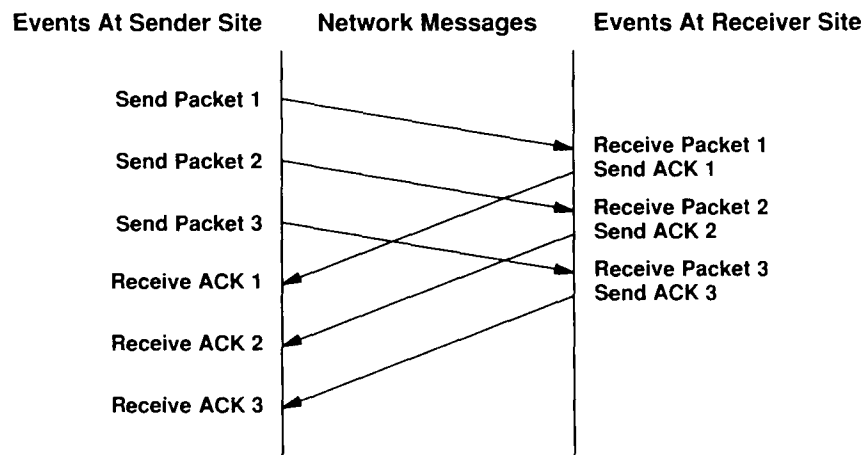 Events At Sender Site
Network Messages
Events At Receiver Site
Send Packet 1
Receive Packet 1
Send Packet 2
Send ACK 1
Receive Packet 2
Send Packet 3
Send ACK 2
Receive Packet 3
Receive ACK 1
Send ACK 3
Receive ACK 2
Receive ACK 3